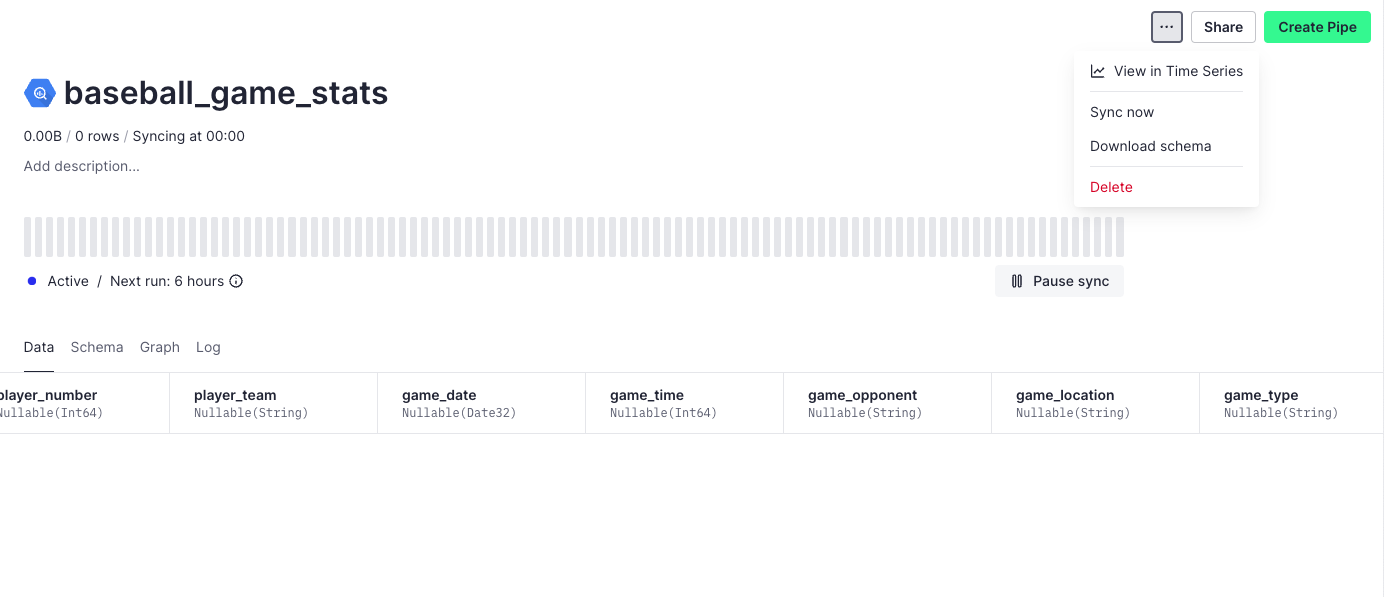 ··· Share Create Pipe
View in Time Series
Sync now
Download schema
Delete
baseball_game_stats
0.00B / 0 rows / Syncing at 00:00
Add description...
Active / Next run: 6 hours
Pause sync
Data Schema Graph Log
player_number player_team game_date game_time game_opponent game_location game_type
Nullable(Int64) Nullable(String) Nullable(Date32) Nullable(Int64) Nullable(String) Nullable(String) Nullable(String)